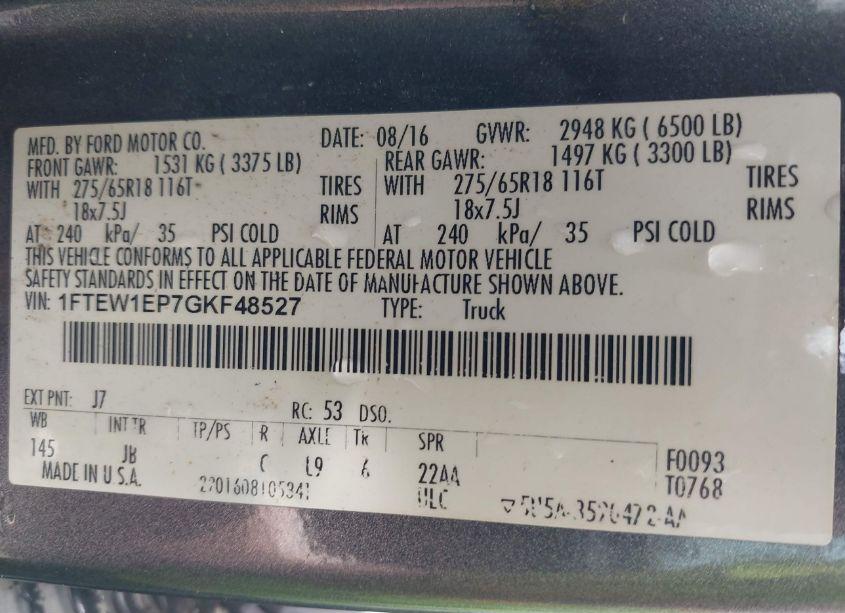 MFD. BY FORD MOTOR CO. DATE: 08/16 GVWR: 2948 KG ( 6500 LB)
FRONT GAWR: 1531 KG ( 3375 LB) REAR GAWR: 1497 KG ( 3300 LB)
WITH 275/65R18 116T TIRES WITH 275/65R18 116T TIRES
18x7.5J RIMS 18x7.5J RIMS
AT 240 kPa/ 35 PSI COLD AT 240 kPa/ 35 PSI COLD
THIS VEHICLE CONFORMS TO ALL APPLICABLE FEDERAL MOTOR VEHICLE
SAFETY STANDARDS IN EFFECT ON THE DATE OF MANUFACTURE SHOWN ABOVE.
VIN: 1FTEW1EP7GKF48527 TYPE: Truck
EXT PNT: J7 RC: 53 DSO.
WB INT TR TP/PS R AXLE TR SPR
145 JB C L9 6 22AA F0093
MADE IN U.S.A. ULC T0768